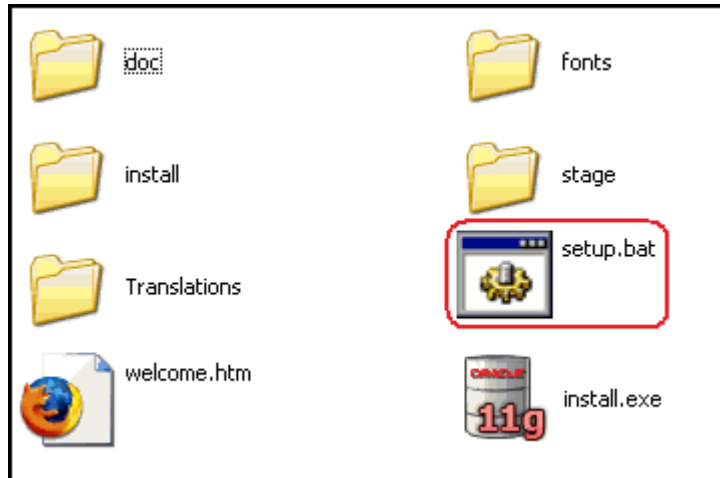 doc
fonts
install
stage
Translations
setup.bat
welcome.htm
ORACLE
11g
install.exe